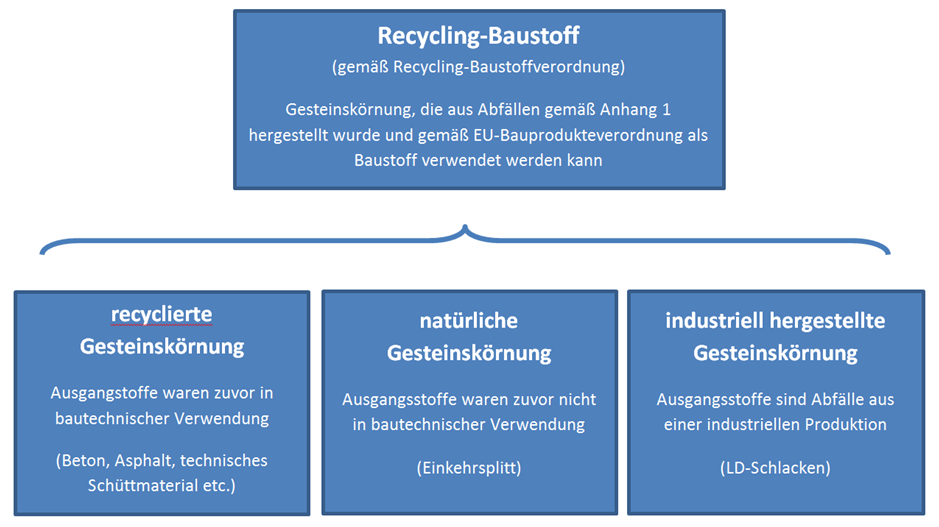 Recycling-Baustoff
(gemäß Recycling-Baustoffverordnung)
Gesteinskörnung, die aus Abfällen gemäß Anhang 1
hergestellt wurde und gemäß EU-Bauprodukteverordnung als
Baustoff verwendet werden kann
recyclierte
Gesteinskörnung
Ausgangstoffe waren zuvor in
bautechnischer Verwendung
(Beton, Asphalt, technisches
Schüttmaterial etc.)
natürliche
Gesteinskörnung
Ausgangsstoffe waren zuvor nicht
in bautechnischer Verwendung
(Einkehrsplitt)
industriell hergestellte
Gesteinskörnung
Ausgangsstoffe sind Abfälle aus
einer industriellen Produktion
(LD-Schlacken)